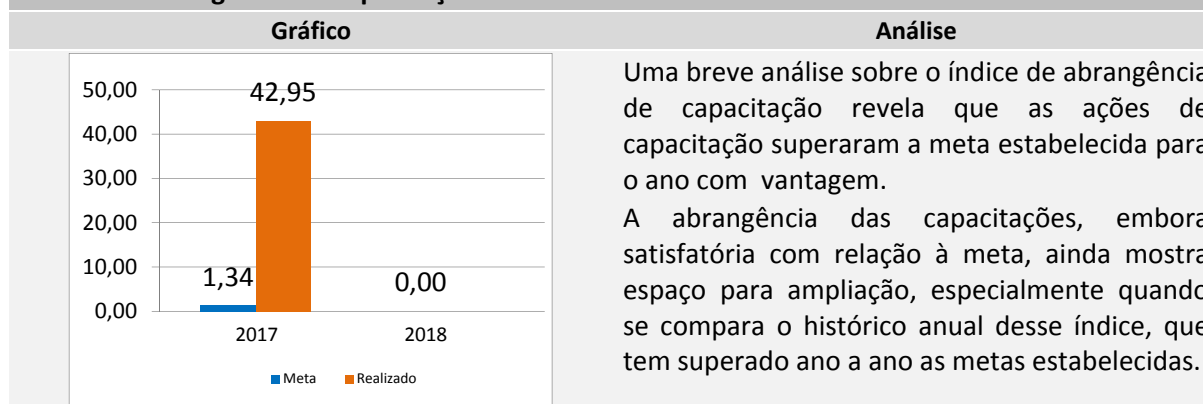 Gráfico
Análise
50,00
40,00
30,00
20,00
10,00
0,00
42,95
1,34
0,00
2017
2018
Meta
Realizado
Uma breve análise sobre o índice de abrangência
de capacitação revela que as ações de
capacitação superaram a meta estabelecida para
o ano com vantagem.
A abrangência das capacitações, embora
satisfatória com relação à meta, ainda mostra
espaço para ampliação, especialmente quando
se compara o histórico anual desse índice, que
tem superado ano a ano as metas estabelecidas.